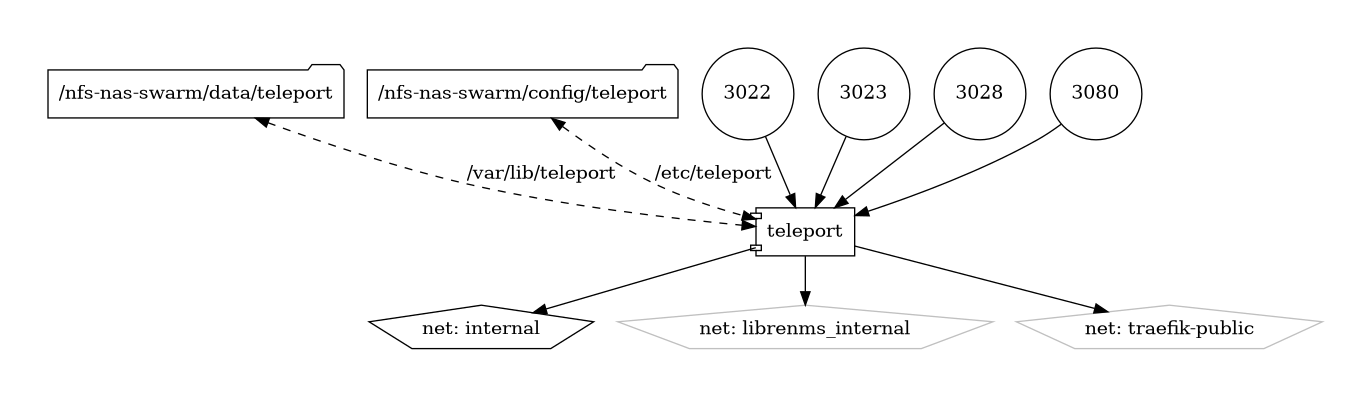 /nfs-nas-swarm/data/teleport
/nfs-nas-swarm/config/teleport
3022
3023
3028
3080
/var/lib/teleport
/etc/teleport
teleport
net: internal
net: librenms_internal
net: traefik-public